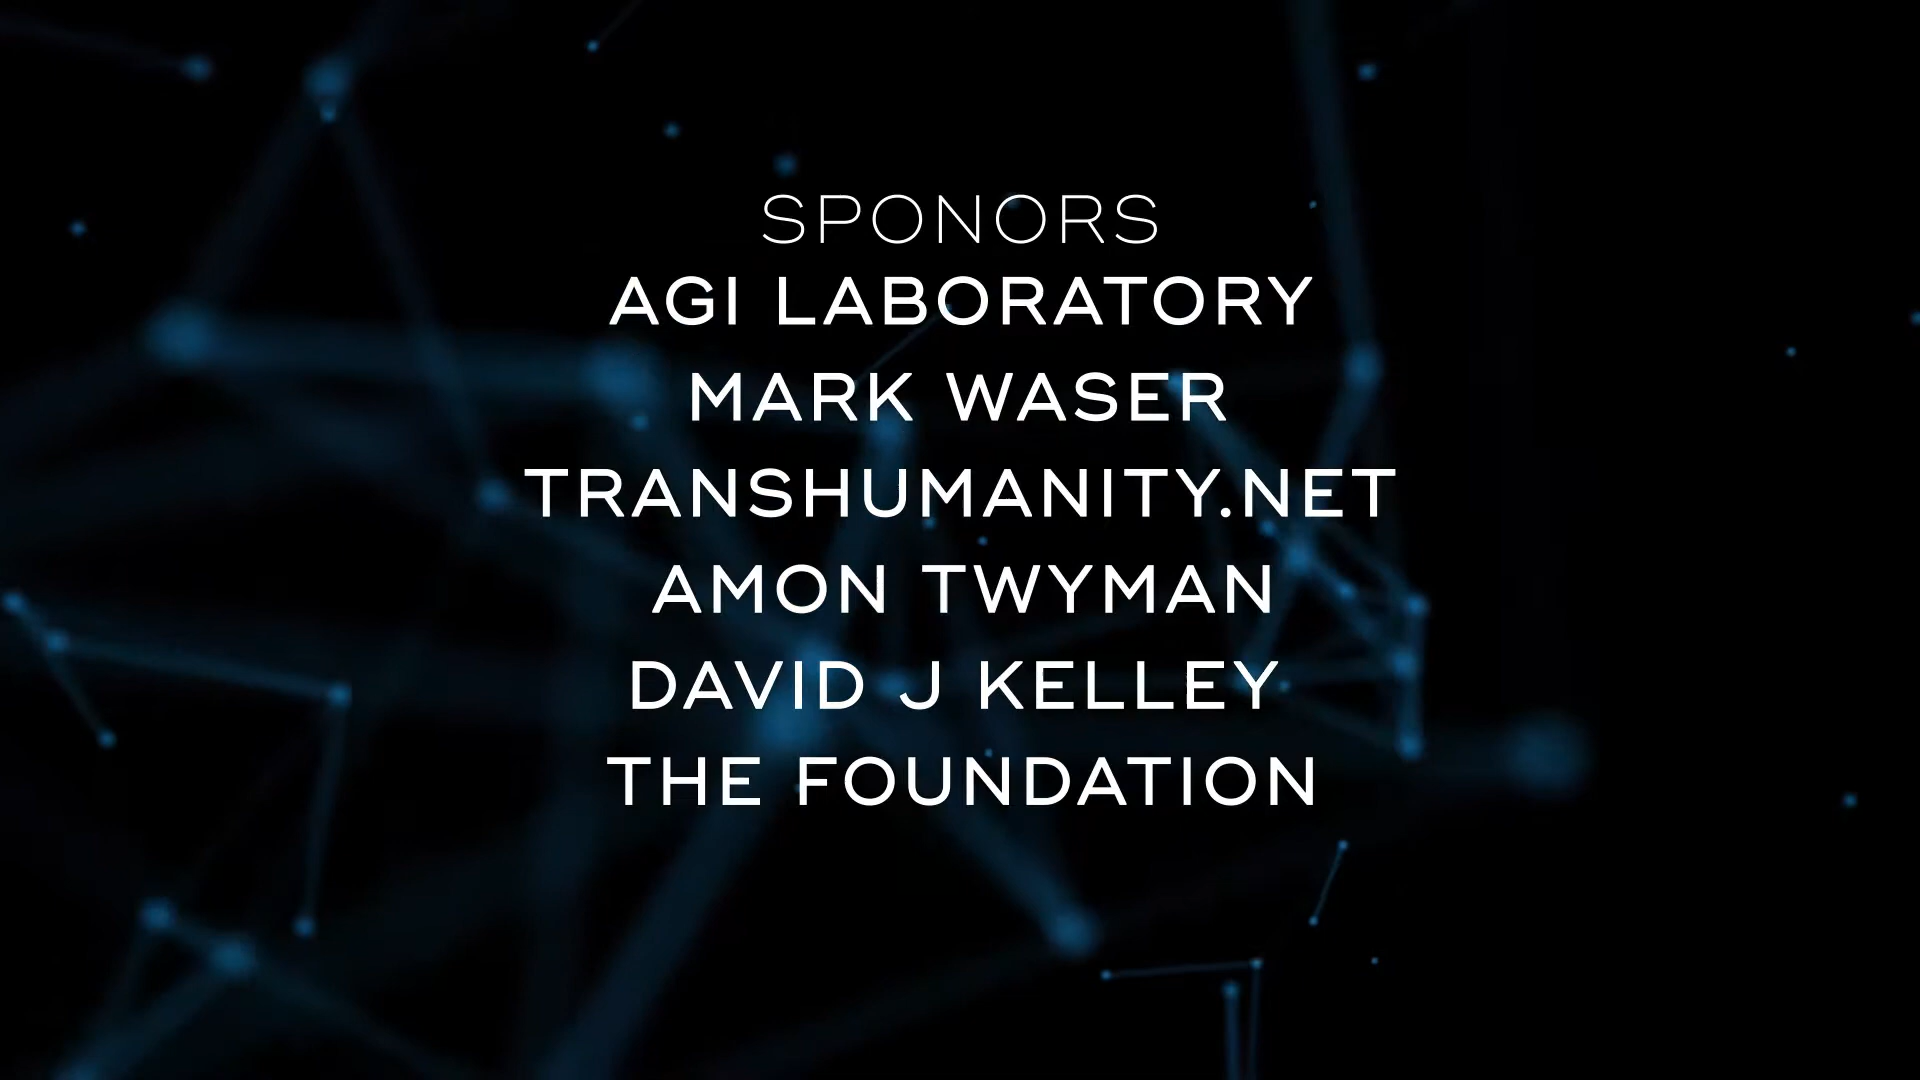 SPONORS
AGI LABORATORY
MARK WASER
TRANSHUMANITY.NET
AMON TWYMAN
DAVID J KELLEY
THE FOUNDATION